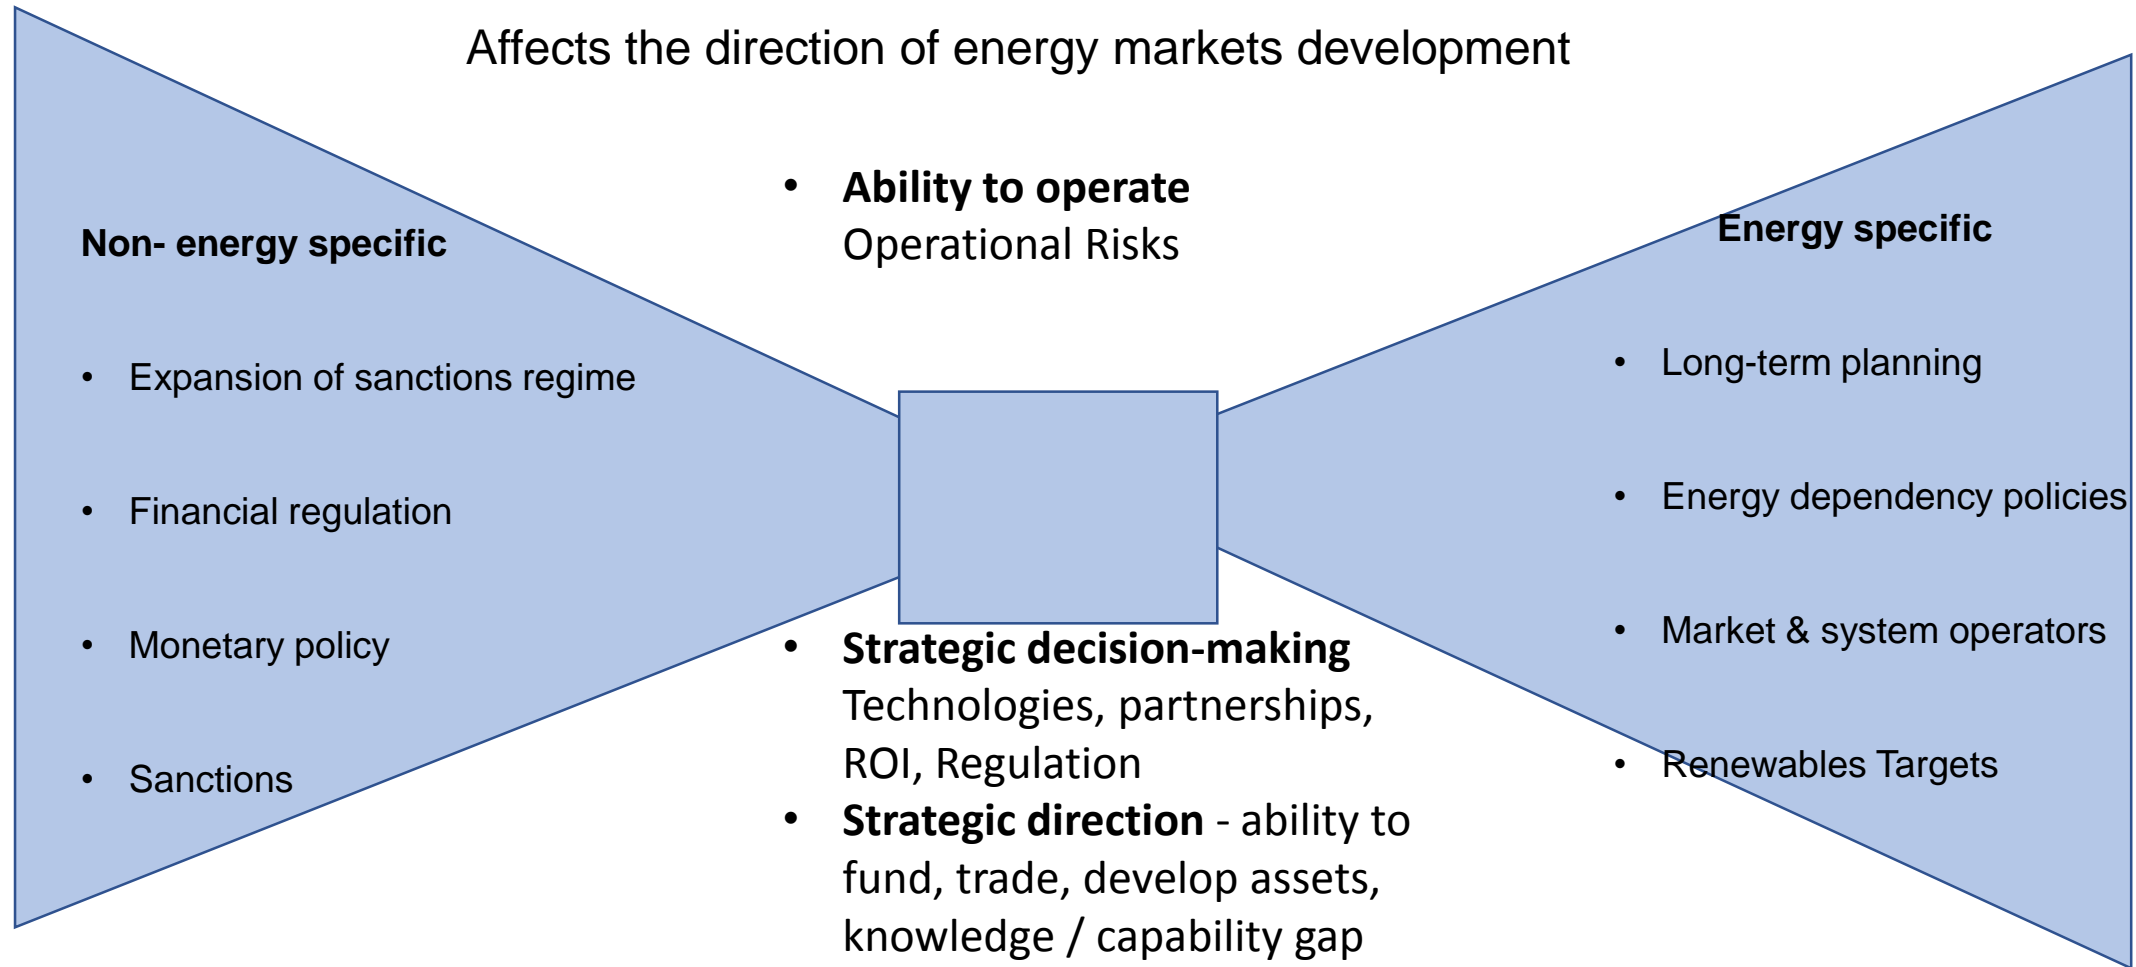 Affects the direction of energy markets development
Non- energy specific
• Expansion of sanctions regime
• Financial regulation
• Monetary policy
• Sanctions
• Ability to operate
Operational Risks
• Strategic decision-making
Technologies, partnerships,
ROI, Regulation
• Strategic direction - ability to
fund, trade, develop assets,
knowledge / capability gap
Energy specific
• Long-term planning
• Energy dependency policies
• Market & system operators
• Renewables Targets